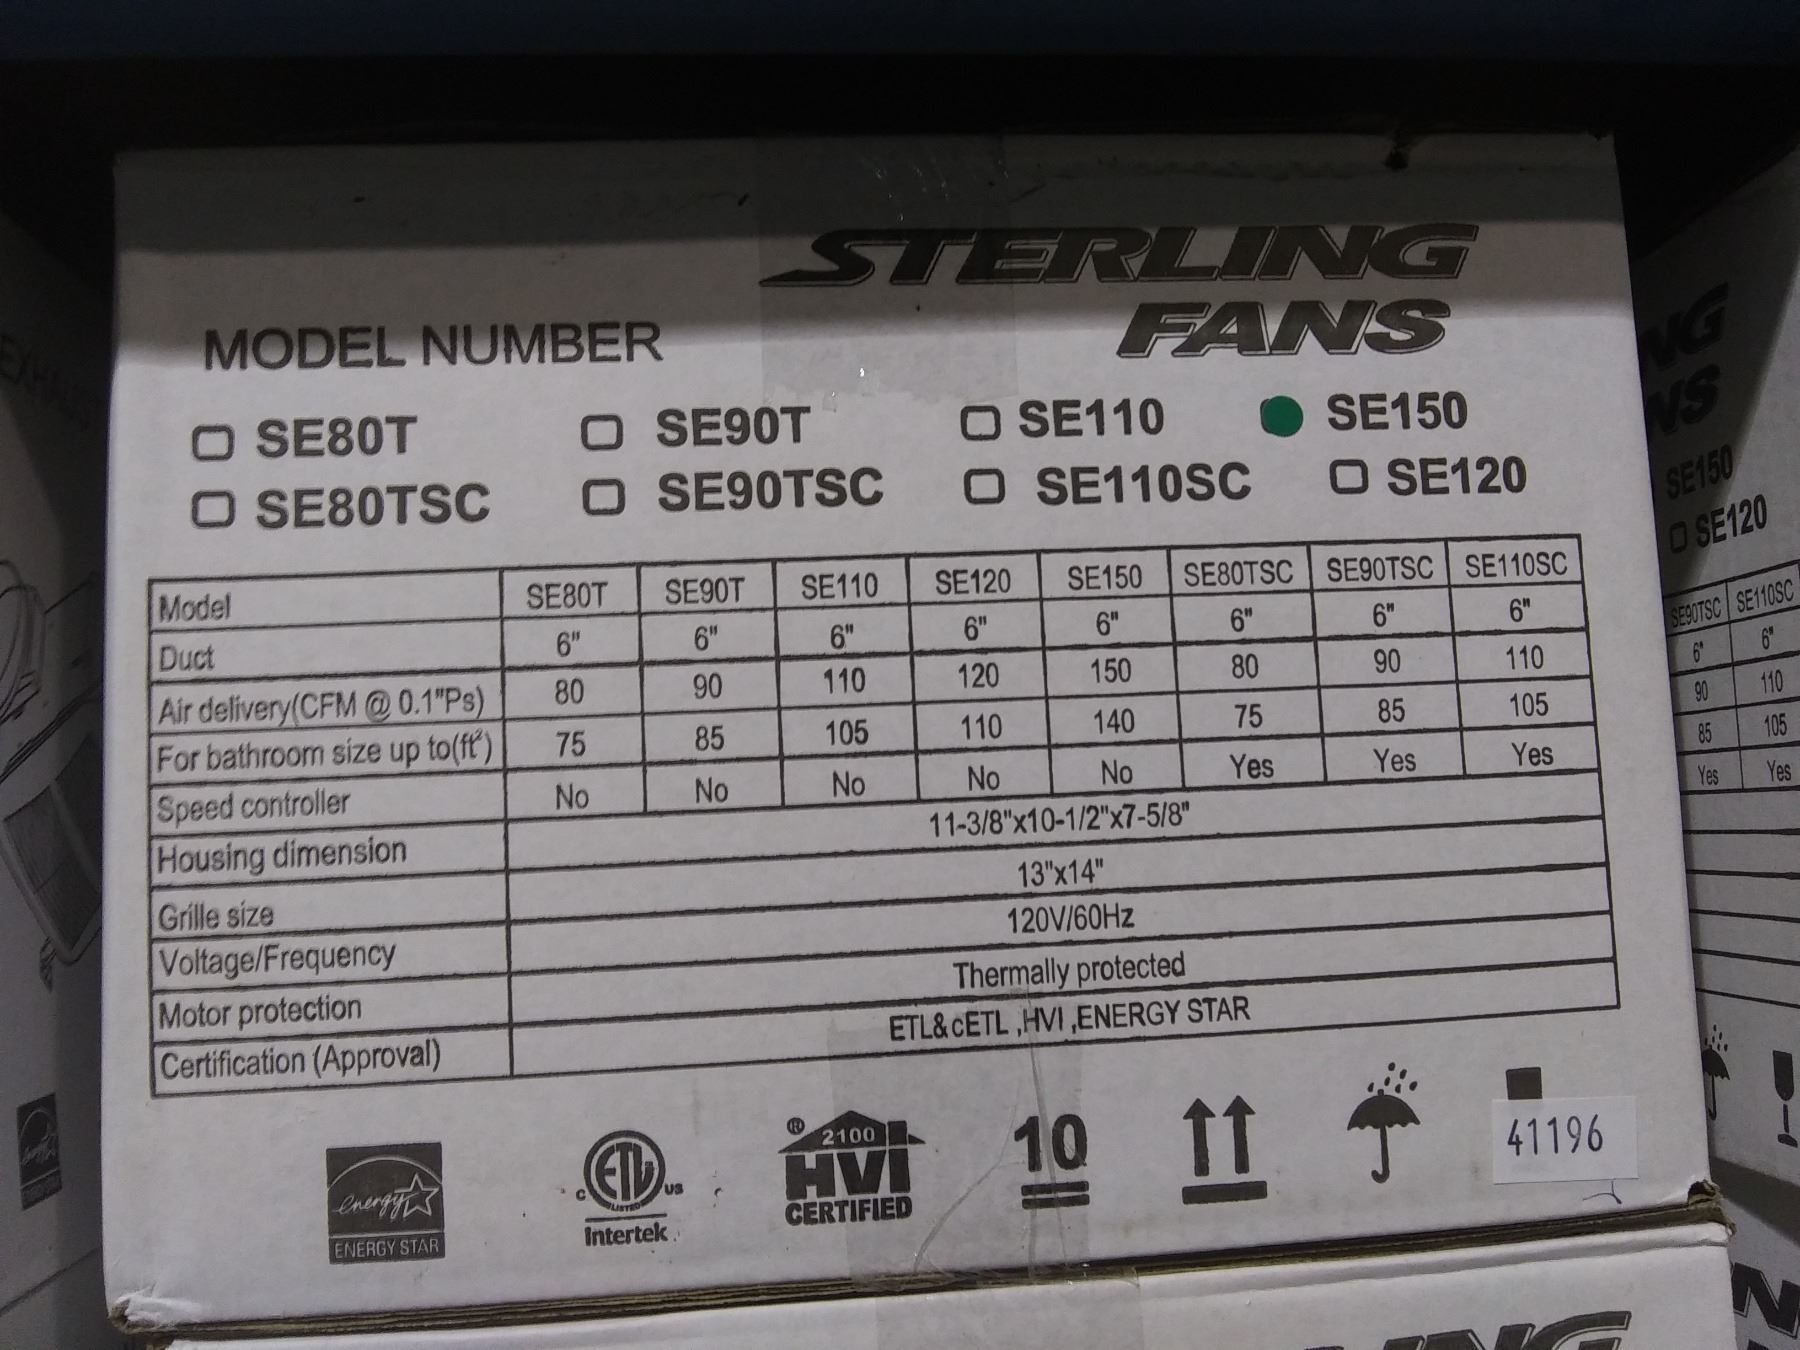 STERLING
FANS
MODEL NUMBER
SE80T SE90T SE110 SE150
SE80TSC SE90TSC SE110SC SE120
Model SE80T SE90T SE110 SE120 SE150 SE80TSC SE90TSC SE110SC
Duct 6" 6" 6" 6" 6" 6" 6" 6"
Air delivery(CFM @ 0.1"Ps) 80 90 110 120 150 80 90 110
For bathroom size up to(ft²) 75 85 105 110 140 75 85 105
Speed controller No No No No No Yes Yes Yes
Housing dimension 11-3/8"x10-1/2"x7-5/8"
Grille size 13"x14"
Voltage/Frequency 120V/60Hz
Motor protection Thermally protected
Certification (Approval) ETL&cETL ,HVI ,ENERGY STAR
energy
ENERGY STAR
c ETL us
LISTED
Intertek
® 2100
HVI
CERTIFIED
10
41196
NG
NS
SE150
SE120
SE90TSC SE110SC
6" 6"
90 110
85 105
Yes Yes